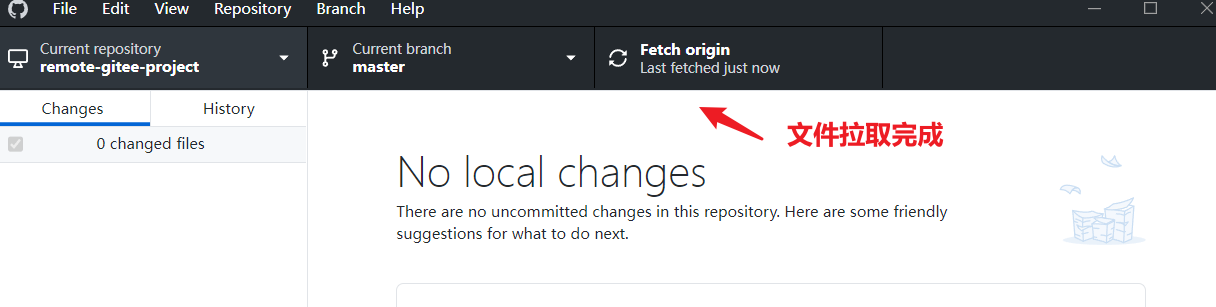 File Edit View Repository Branch Help
Current repository
remote-gitee-project
Current branch
master
Fetch origin
Last fetched just now
Changes
History
0 changed files
文件拉取完成
No local changes
There are no uncommitted changes in this repository. Here are some friendly
suggestions for what to do next.